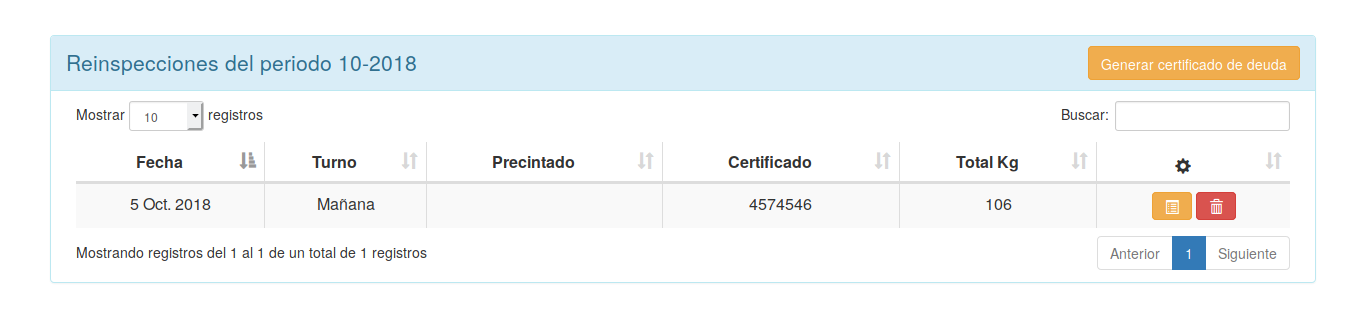 Reinspecciones del periodo 10-2018 Generar certificado de deuda
Mostrar 10 registros Buscar:
Fecha Turno Precintado Certificado Total Kg
5 Oct. 2018 Mañana 4574546 106
Mostrando registros del 1 al 1 de un total de 1 registros Anterior 1 Siguiente